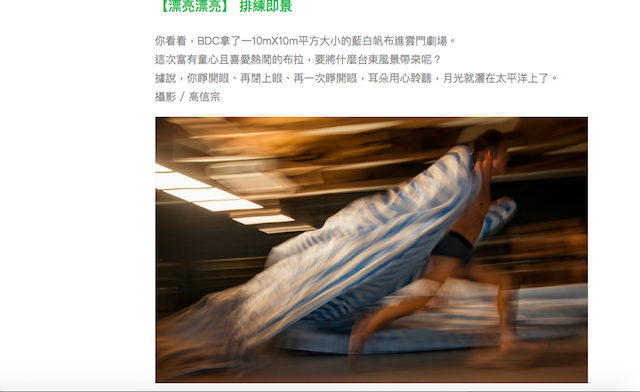 【漂亮漂亮】 排練即景
你看看，BDC拿了一10mX10m平方大小的藍白帆布進雲門劇場。
這次富有童心且喜愛熱鬧的布拉，要將什麼台東風景帶來呢？
據說，你睜開眼、再閉上眼、再一次睜開眼，耳朵用心聆聽，月光就灑在太平洋上了。
攝影 / 高信宗